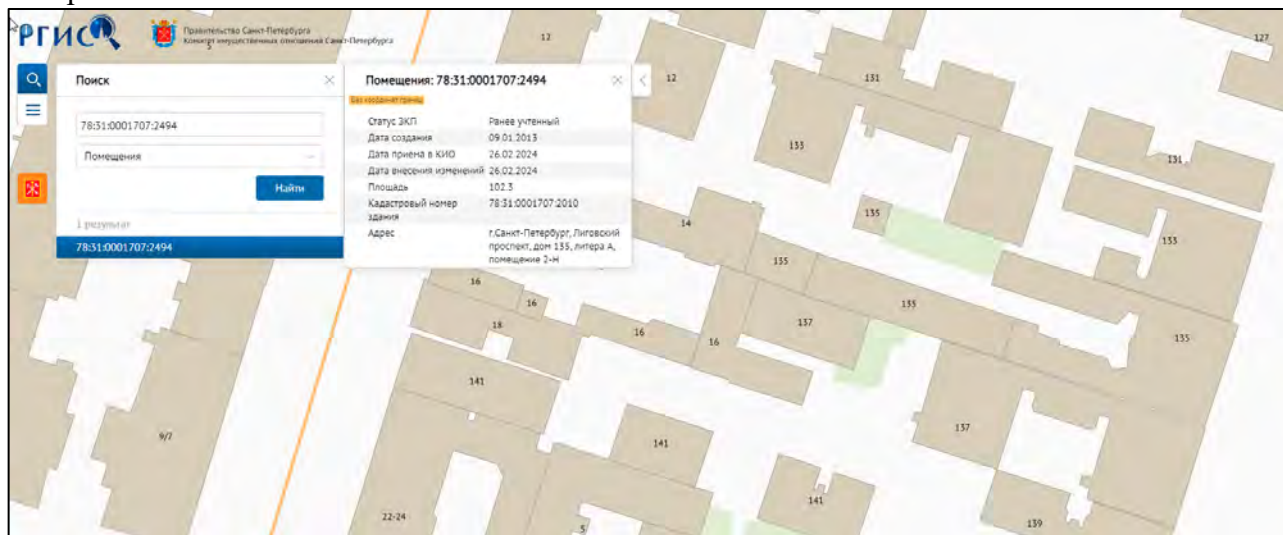 РГИС
Правительство Санкт-Петербурга
Комитет имущественных отношений Санкт-Петербурга
Поиск
78:31:0001707:2494
Помещения
Найти
1 результат
78:31:0001707:2494
Помещения: 78:31:0001707:2494
Без координат границ
Статус ЗКП Ранее учтенный
Дата создания 09.01.2013
Дата приема в КИО 26.02.2024
Дата внесения изменений 26.02.2024
Площадь 102.3
Кадастровый номер здания 78:31:0001707:2010
Адрес г.Санкт-Петербург, Лиговский
проспект, дом 135, литера А,
помещение 2-Н
12
127
12
131
133
131
135
14
133
135
16
16
135
18
137
16
16
135
141
9/7
137
141
141
22-24
5
139